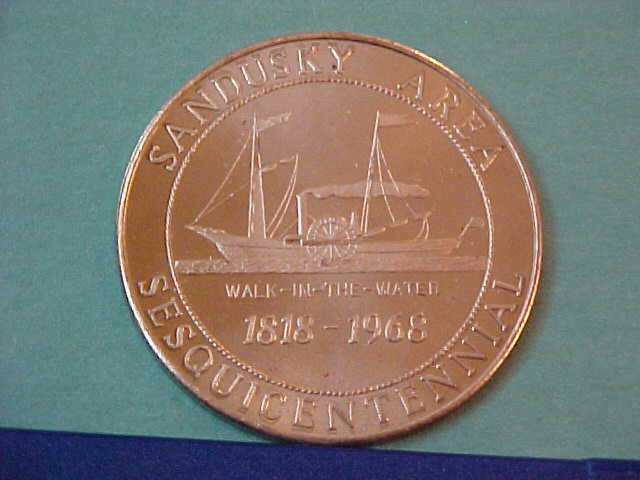 SANDUSKY AREA
WALK-IN-THE-WATER
1818-1968
SESQUICENTENNIAL